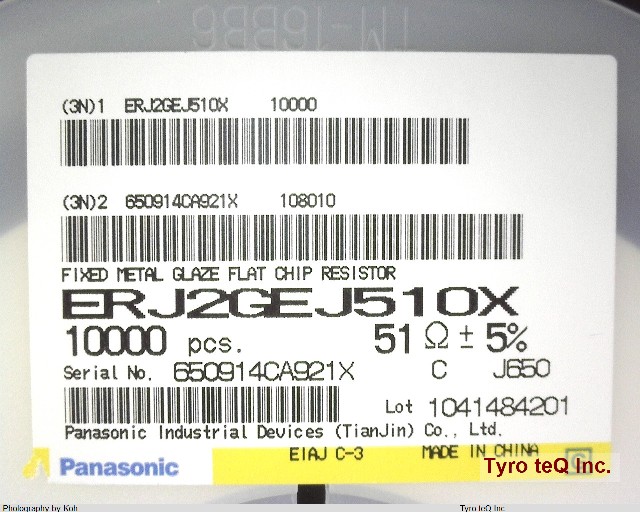 TM-16BB6
(3N)1 ERJ2GEJ510X 10000
(3N)2 650914CA921X 108010
FIXED METAL GLAZE FLAT CHIP RESISTOR
ERJ2GEJ510X
10000 pcs. 51 Ω ± 5%
Serial No. 650914CA921X C J650
Lot 1041484201
Panasonic Industrial Devices (TianJin) Co., Ltd.
EIAJ C-3 MADE IN CHINA
Panasonic Tyro teQ Inc.
Photography by Koh Tyro teQ Inc